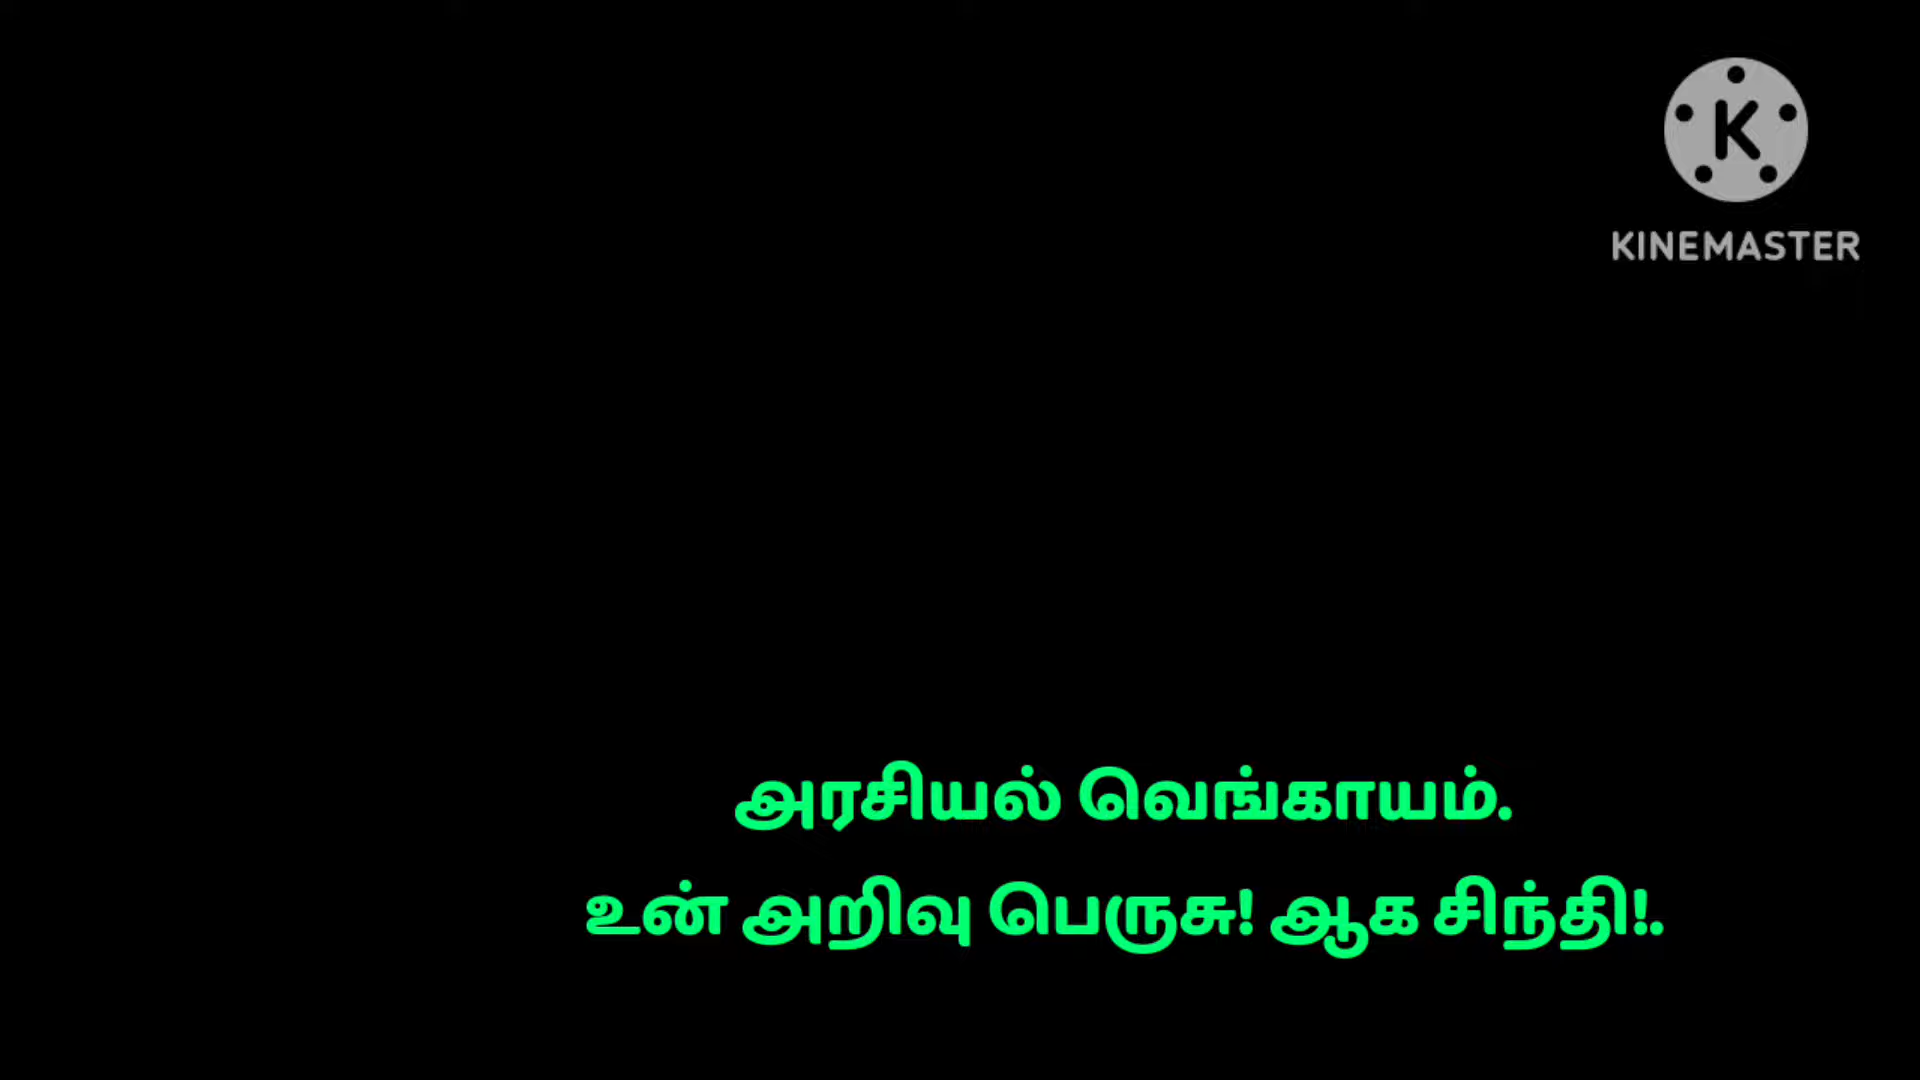 K
KINEMASTER
அரசியல் வெங்காயம்.
உன் அறிவு பெருசு! ஆக சிந்தி!.